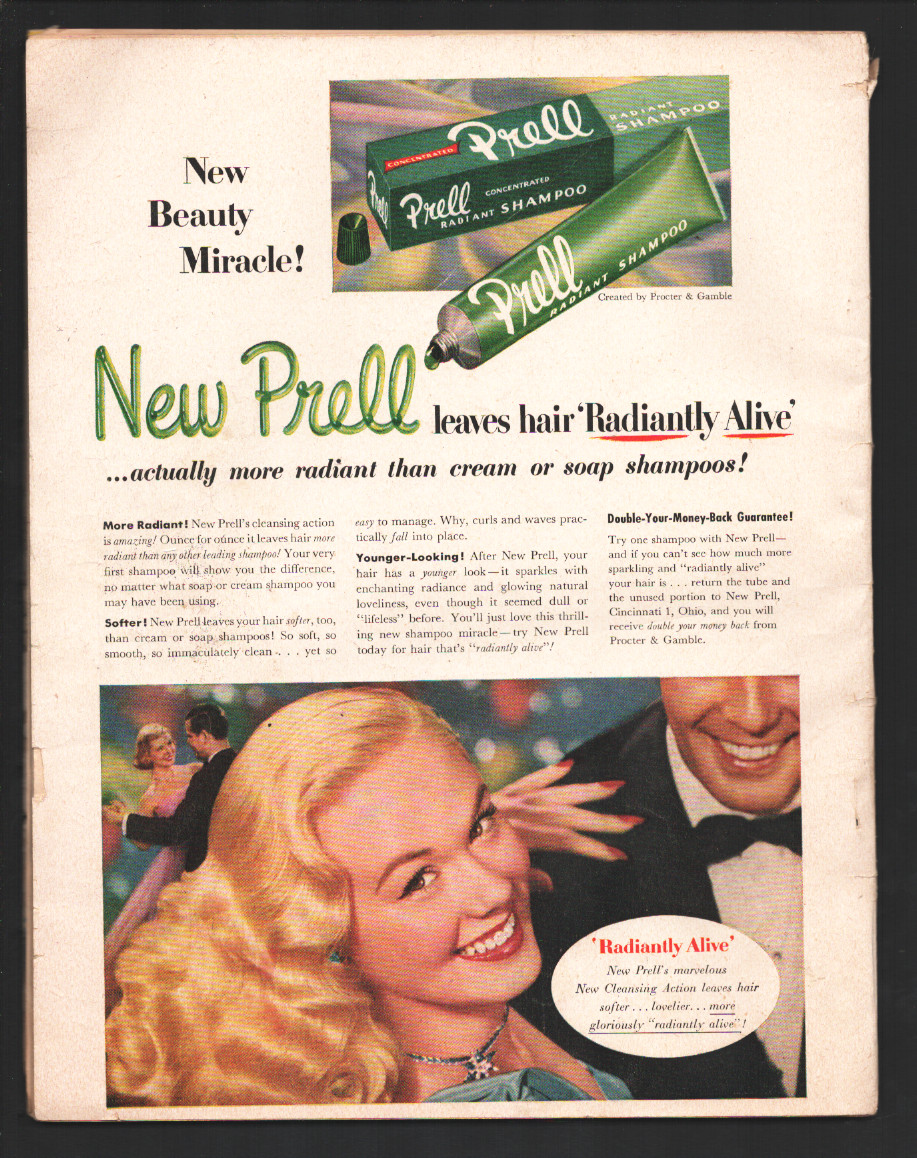 New
Beauty
Miracle!
CONCENTRATED
Prell
RADIANT
SHAMPOO
Prell
Prell
CONCENTRATED
RADIANT SHAMPOO
Prell
RADIANT SHAMPOO
Created by Procter & Gamble
New Prell leaves hair 'Radiantly Alive'
...actually more radiant than cream or soap shampoos!
More Radiant! New Prell's cleansing action
is amazing! Ounce for ounce it leaves hair more
radiant than any other leading shampoo! Your very
first shampoo will show you the difference,
no matter what soap or cream shampoo you
may have been using.
Softer! New Prell leaves your hair softer, too,
than cream or soap shampoos! So soft, so
smooth, so immaculately clean . . . yet so
easy to manage. Why, curls and waves prac-
tically fall into place.
Younger-Looking! After New Prell, your
hair has a younger look—it sparkles with
enchanting radiance and glowing natural
loveliness, even though it seemed dull or
"lifeless" before. You'll just love this thrill-
ing new shampoo miracle—try New Prell
today for hair that's "radiantly alive"!
Double-Your-Money-Back Guarantee!
Try one shampoo with New Prell—
and if you can't see how much more
sparkling and "radiantly alive"
your hair is . . . return the tube and
the unused portion to New Prell,
Cincinnati 1, Ohio, and you will
receive double your money back from
Procter & Gamble.
'Radiantly Alive'
New Prell's marvelous
New Cleansing Action leaves hair
softer . . . lovelier. . . more
gloriously "radiantly alive"!